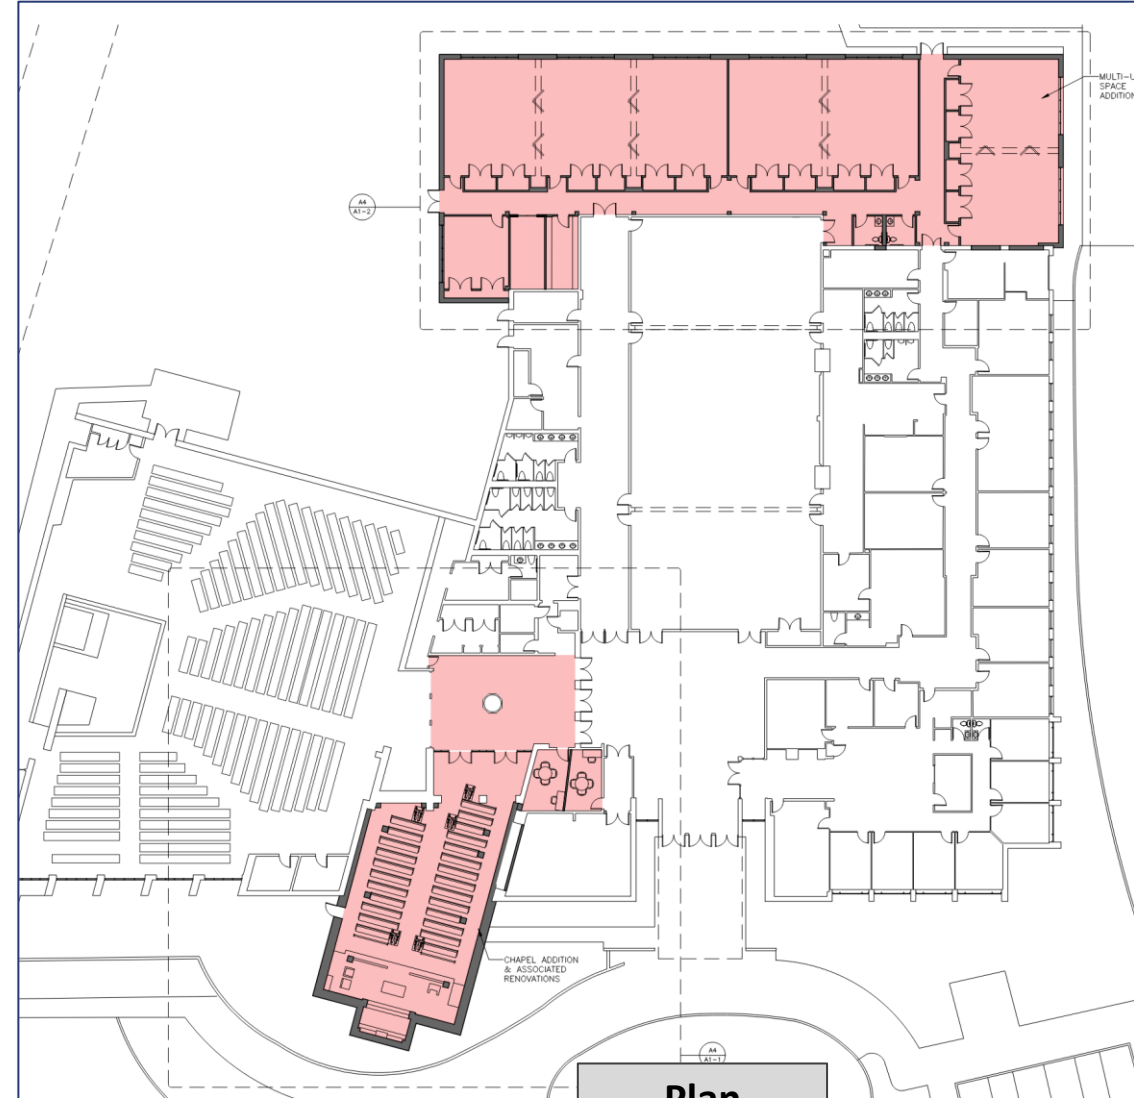 MULTI-U
SPACE
ADDITION
A4
A1-2
CHAPEL ADDITION
& ASSOCIATED
RENOVATIONS
A4
A1-1
Plan